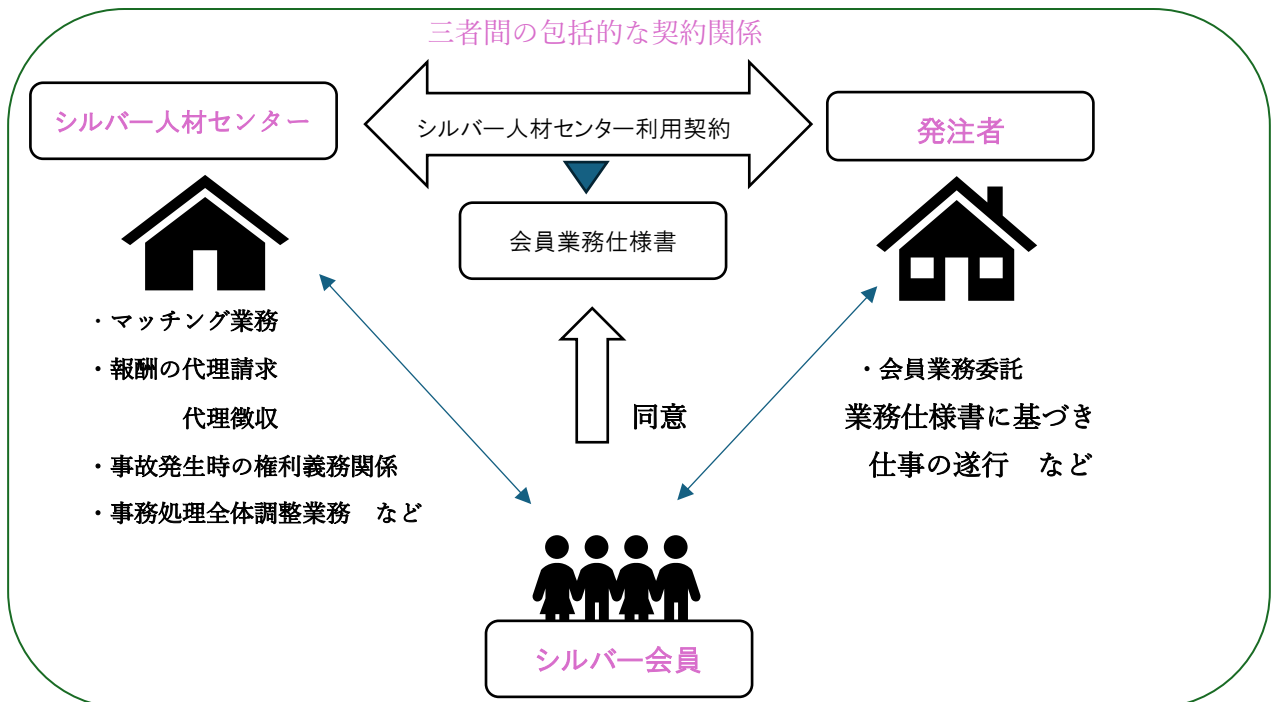 三者間の包括的な契約関係
シルバー人材センター
シルバー人材センター利用契約
発注者
会員業務仕様書
・マッチング業務
・報酬の代理請求
代理徴収
・事故発生時の権利義務関係
・事務処理全体調整業務　など
同意
・会員業務委託
業務仕様書に基づき
仕事の遂行　など
シルバー会員